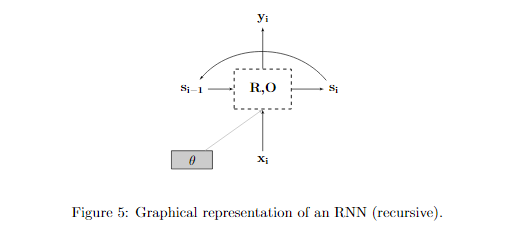 yᵢ
sᵢ₋₁ R,O sᵢ
θ xᵢ
Figure 5: Graphical representation of an RNN (recursive).